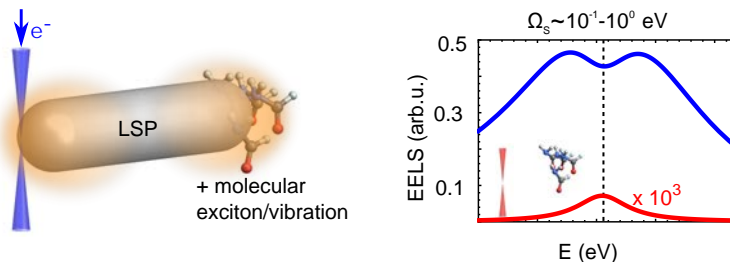 e-
LSP
+ molecular
exciton/vibration
Ωs~10-1-100 eV
0.5
0.3
0.1
EELS (arb.u.)
x 103
E (eV)